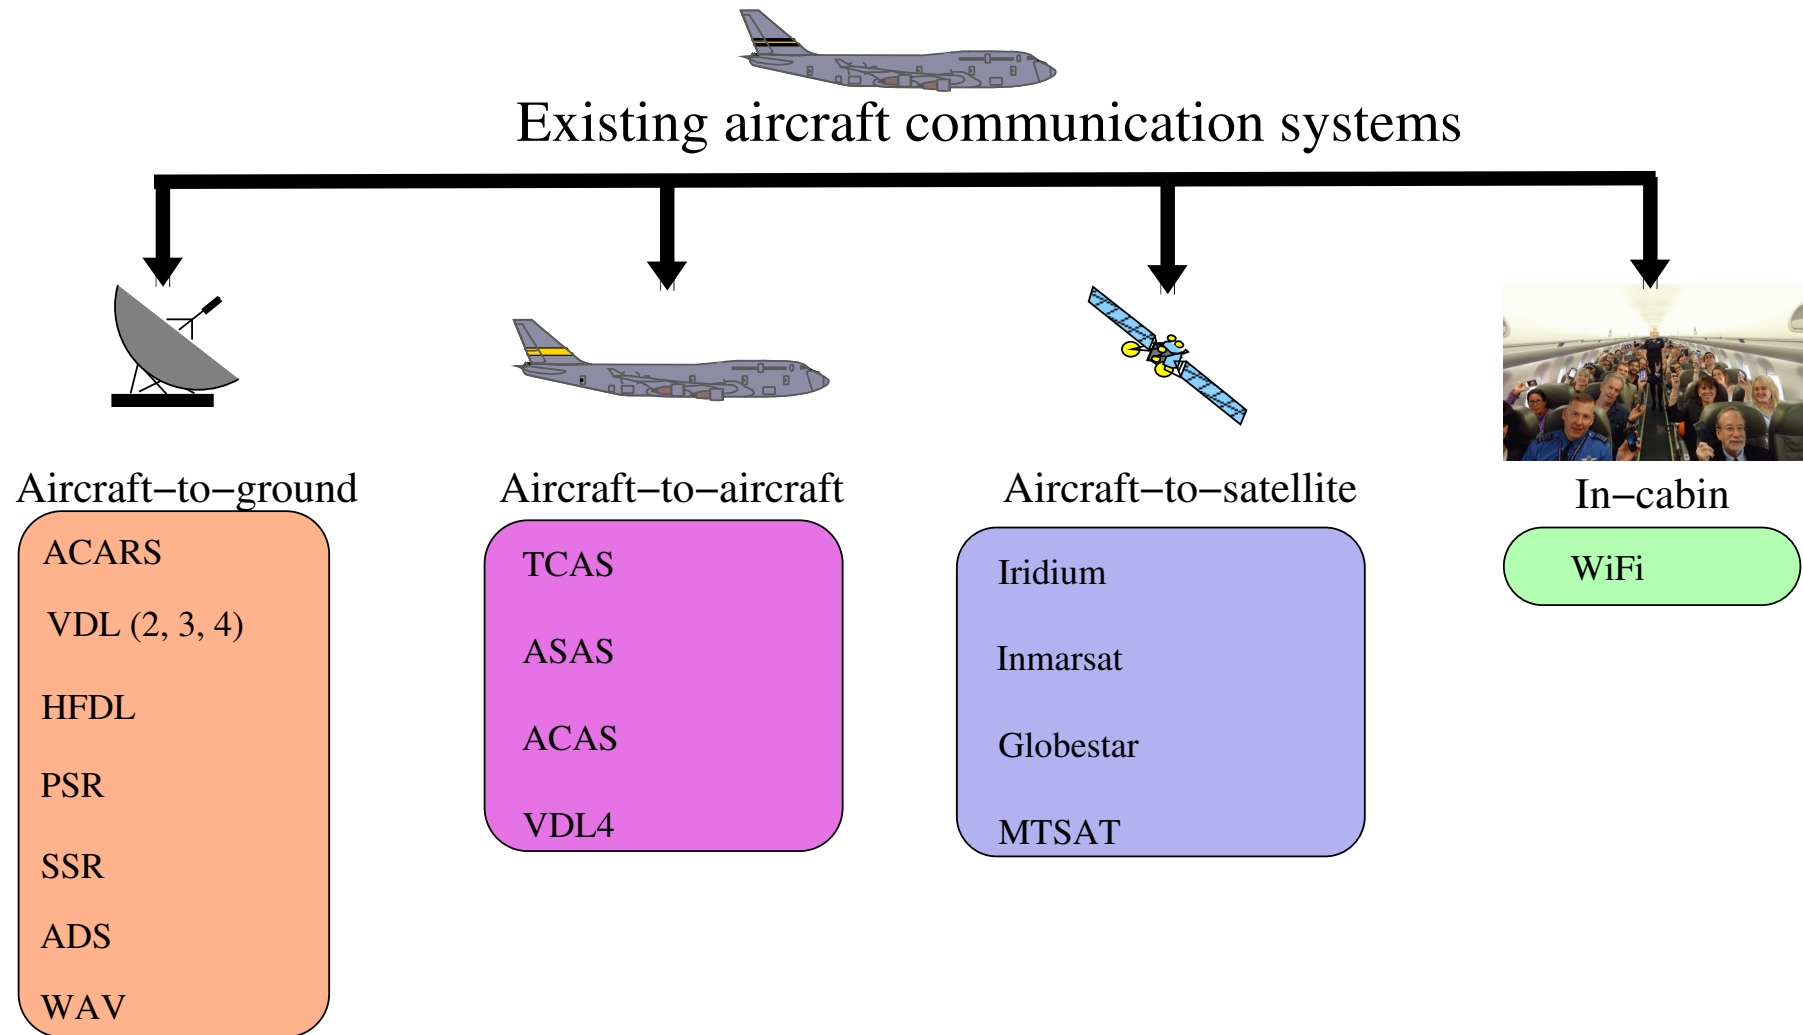 Existing aircraft communication systems
Aircraft−to−ground
ACARS
VDL (2, 3, 4)
HFDL
PSR
SSR
ADS
WAV
Aircraft−to−aircraft
TCAS
ASAS
ACAS
VDL4
Aircraft−to−satellite
Iridium
Inmarsat
Globestar
MTSAT
In−cabin
WiFi